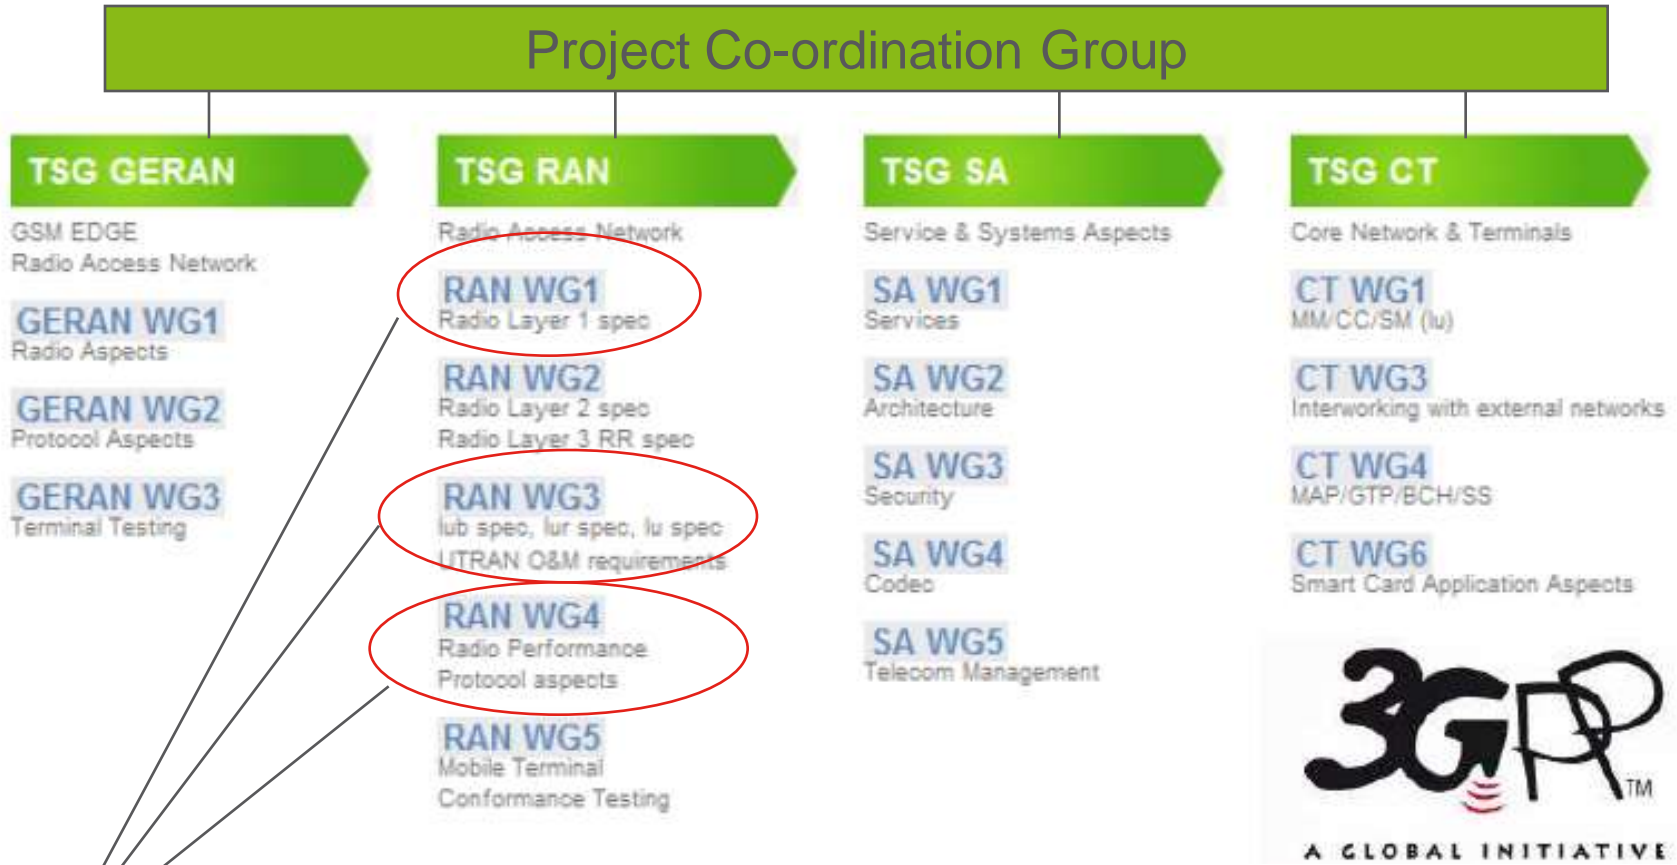 Project Co-ordination Group
TSG GERAN
GSM EDGE
Radio Access Network
GERAN WG1
Radio Aspects
GERAN WG2
Protocol Aspects
GERAN WG3
Terminal Testing
TSG RAN
Radio Access Network
RAN WG1
Radio Layer 1 spec
RAN WG2
Radio Layer 2 spec
Radio Layer 3 RR spec
RAN WG3
Iub spec, Iur spec, Iu spec
UTRAN O&M requirements
RAN WG4
Radio Performance
Protocol aspects
RAN WG5
Mobile Terminal
Conformance Testing
TSG SA
Service & Systems Aspects
SA WG1
Services
SA WG2
Architecture
SA WG3
Security
SA WG4
Codec
SA WG5
Telecom Management
TSG CT
Core Network & Terminals
CT WG1
MM/CC/SM (Iu)
CT WG3
Interworking with external networks
CT WG4
MAP/GTP/BCH/SS
CT WG6
Smart Card Application Aspects
3GPP TM
A GLOBAL INITIATIVE